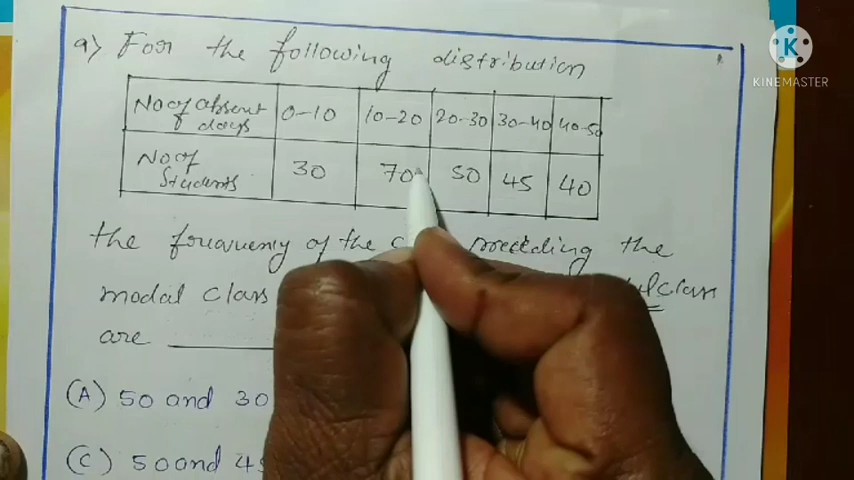 a) For the following distribution
No of absent days 0-10 10-20 20-30 30-40 40-50
No of Students 30 70 50 45 40
the frequency of the preceding the
modal class class
are
(A) 50 and 30
(C) 50 and 45
K
KINEMASTER